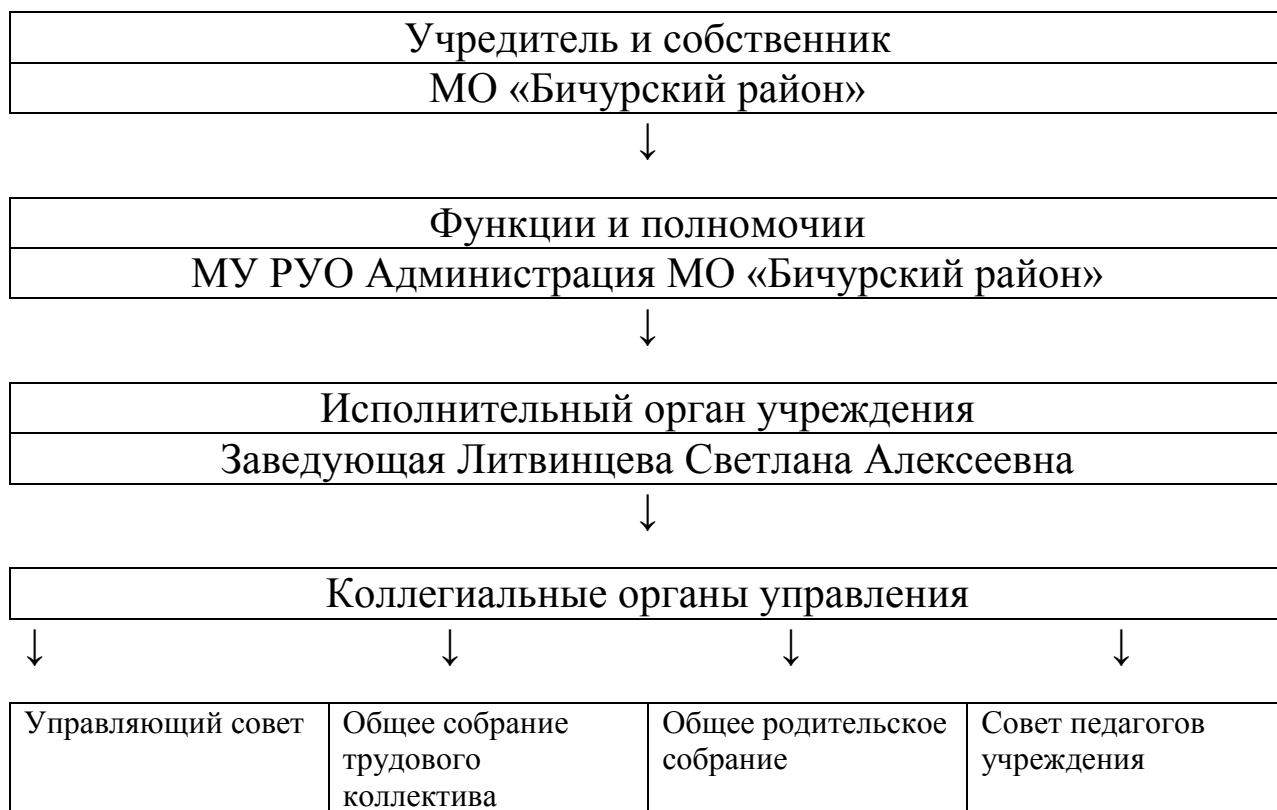 Учредитель и собственник
МО «Бичурский район»
↓
Функции и полномочии
МУ РУО Администрация МО «Бичурский район»
↓
Исполнительный орган учреждения
Заведующая Литвинцева Светлана Алексеевна
↓
Коллегиальные органы управления
↓ ↓ ↓ ↓
Управляющий совет
Общее собрание
трудового
коллектива
Общее родительское
собрание
Совет педагогов
учреждения